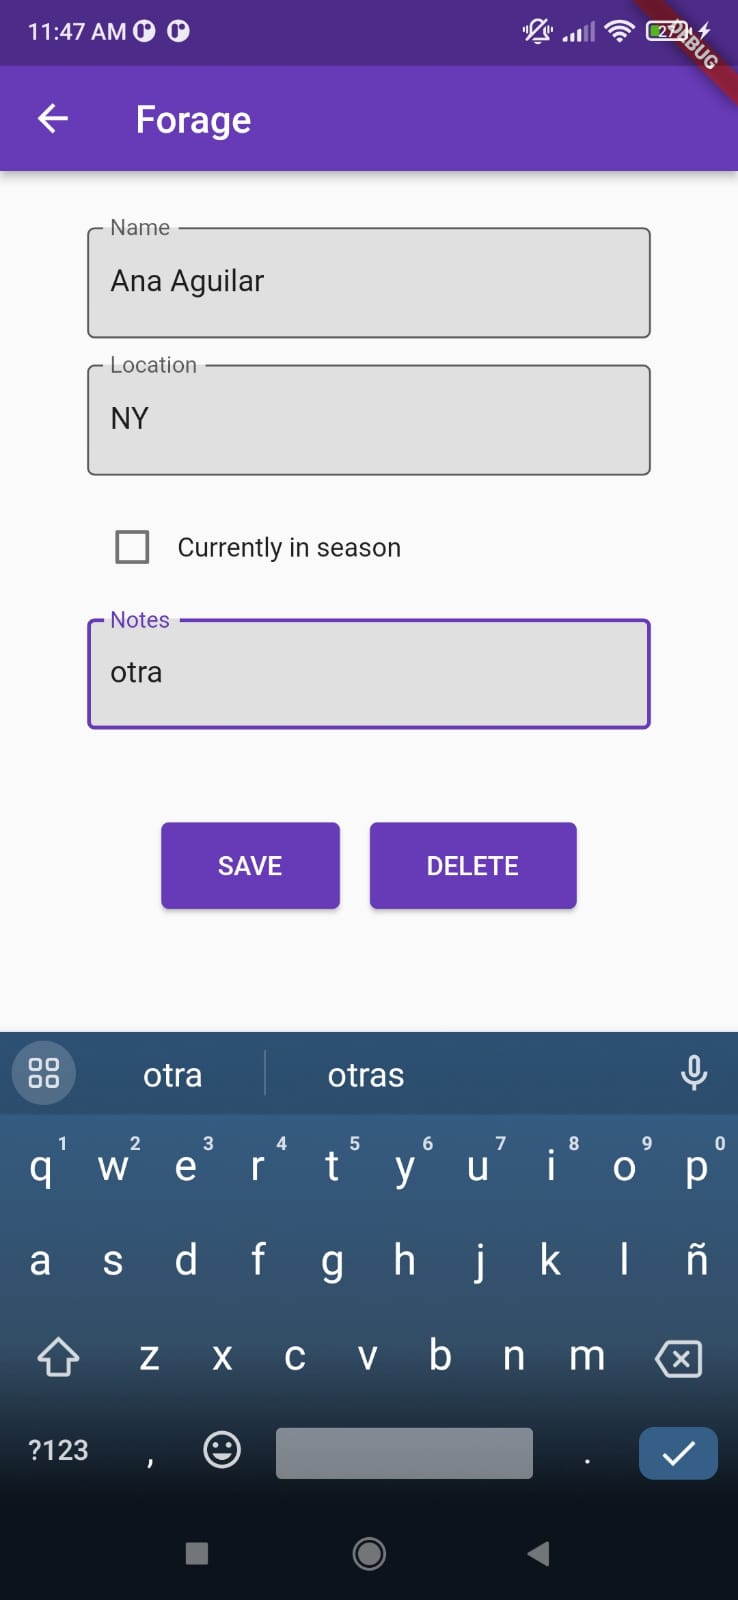 11:47 AM
27
DEBUG
Forage
Name
Ana Aguilar
Location
NY
Currently in season
Notes
otra
SAVE DELETE
otra otras
1 2 3 4 5 6 7 8 9 0
q w e r t y u i o p
a s d f g h j k l ñ
z x c v b n m
?123 , .